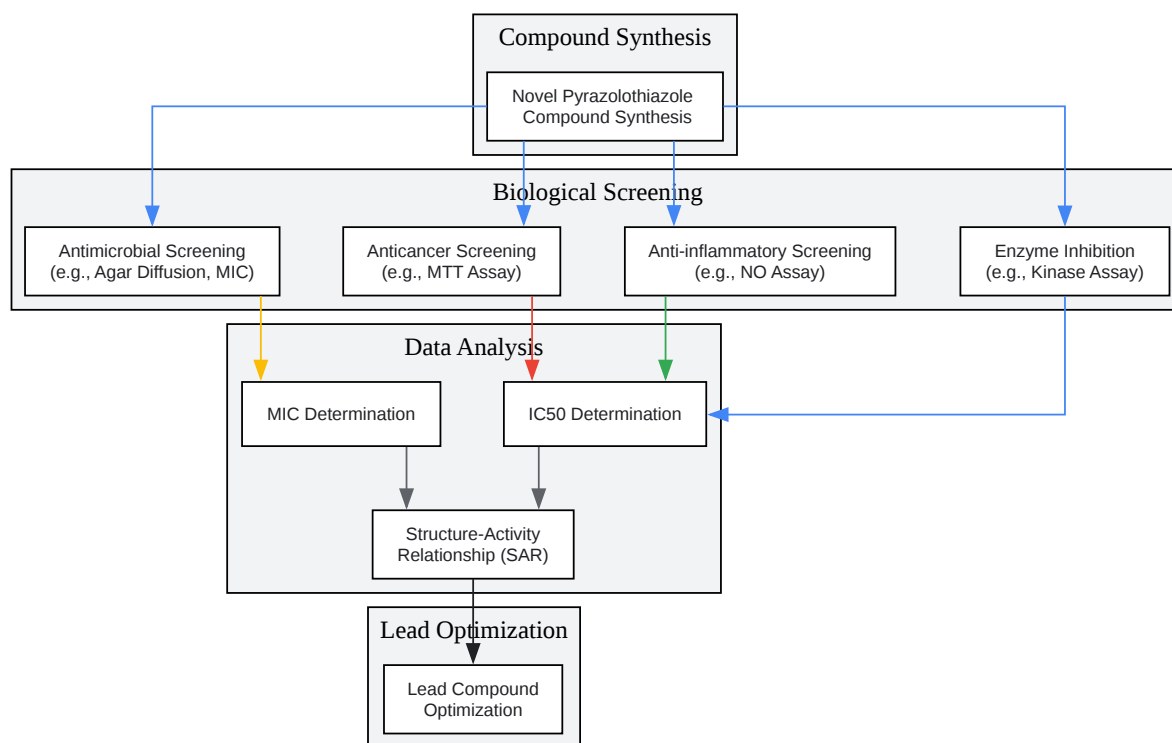 Compound Synthesis
Novel Pyrazolothiazole
Compound Synthesis
Biological Screening
Antimicrobial Screening
(e.g., Agar Diffusion, MIC)
Anticancer Screening
(e.g., MTT Assay)
Anti-inflammatory Screening
(e.g., NO Assay)
Enzyme Inhibition
(e.g., Kinase Assay)
Data Analysis
MIC Determination
IC50 Determination
Structure-Activity
Relationship (SAR)
Lead Optimization
Lead Compound
Optimization